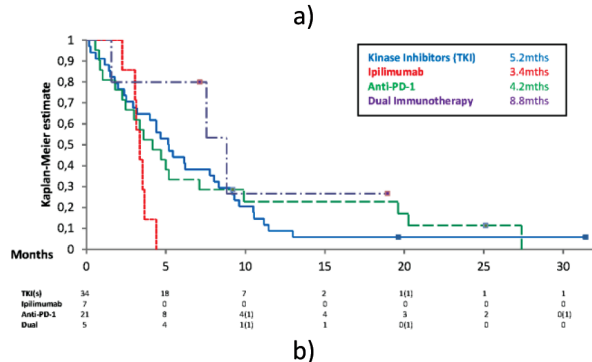 a)
Kinase Inhibitors (TKI) 5.2mths
Ipilimumab 3.4mths
Anti-PD-1 4.2mths
Dual Immunotherapy 8.8mths
Kaplan-Meier estimate
1
0,9
0,8
0,7
0,6
0,5
0,4
0,3
0,2
0,1
0
Months 0 5 10 15 20 25 30
TKI(s) 34 18 7 2 1(1) 1 1
Ipilimumab 7 0 0 0 0 0 0
Anti-PD-1 21 8 4(1) 4 3 2 0(1)
Dual 5 4 1(1) 1 0(1) 0 0
b)